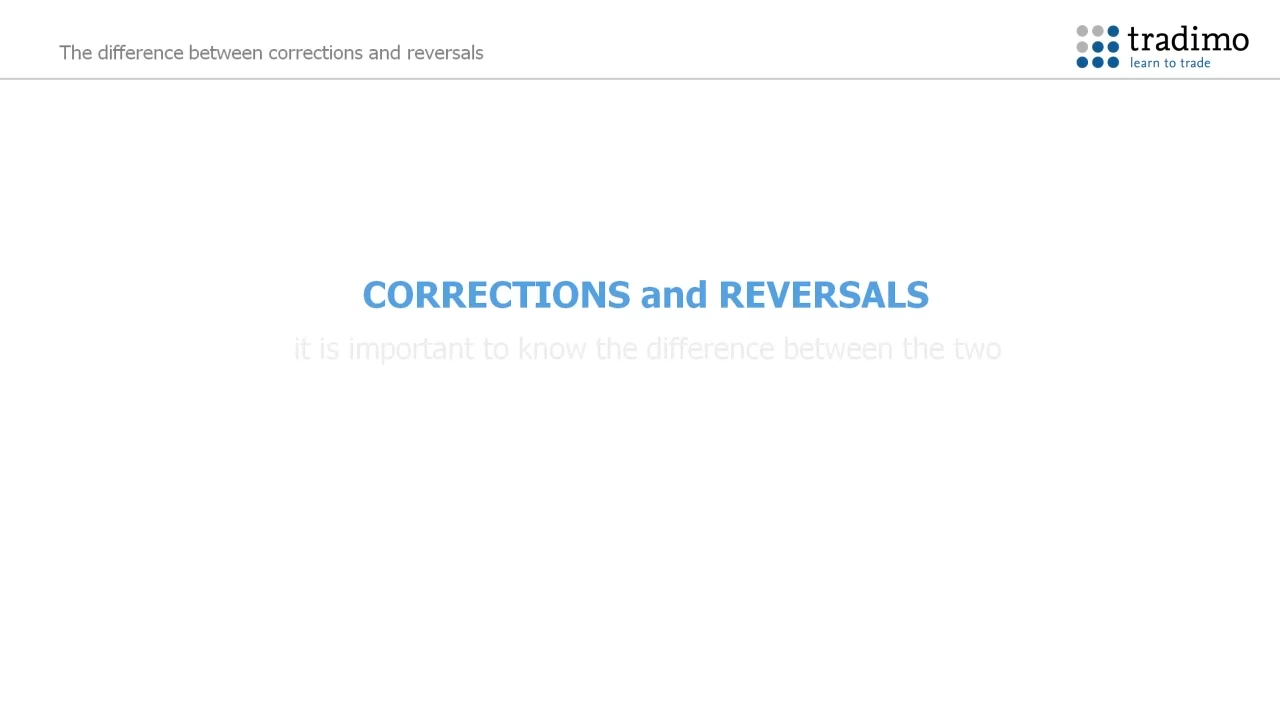 The difference between corrections and reversals
tradimo
learn to trade
CORRECTIONS and REVERSALS
it is important to know the difference between the two